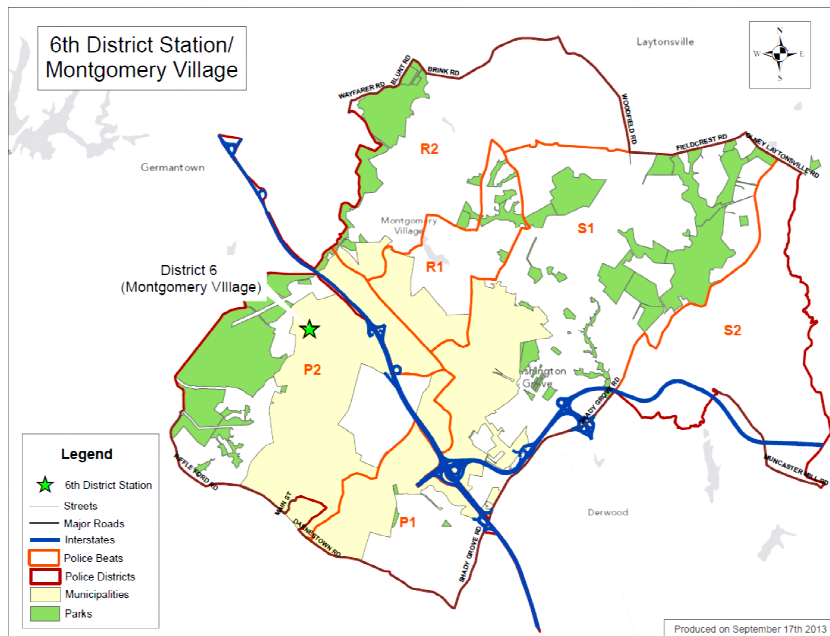 6th District Station/
Montgomery Village
N
W E
S
Laytonsville
BLUNT RD
BRINK RD
WAYFARER RD
WOODFIELD RD
R2
FIELDCREST RD
OLNEY LAYTONSVILLE RD
Germantown
Montgomery
Village
S1
R1
District 6
(Montgomery VIllage)
S2
P2
Grove
SHADY GROVE RD
MUNCASTER MILL RD
RIFFLE FORD RD
MAIN ST
DARNESTOWN RD
P1
SHADY GROVE RD
Derwood
Legend
6th District Station
Streets
Major Roads
Interstates
Police Beats
Police Districts
Municipalities
Parks
Produced on September 17th 2013